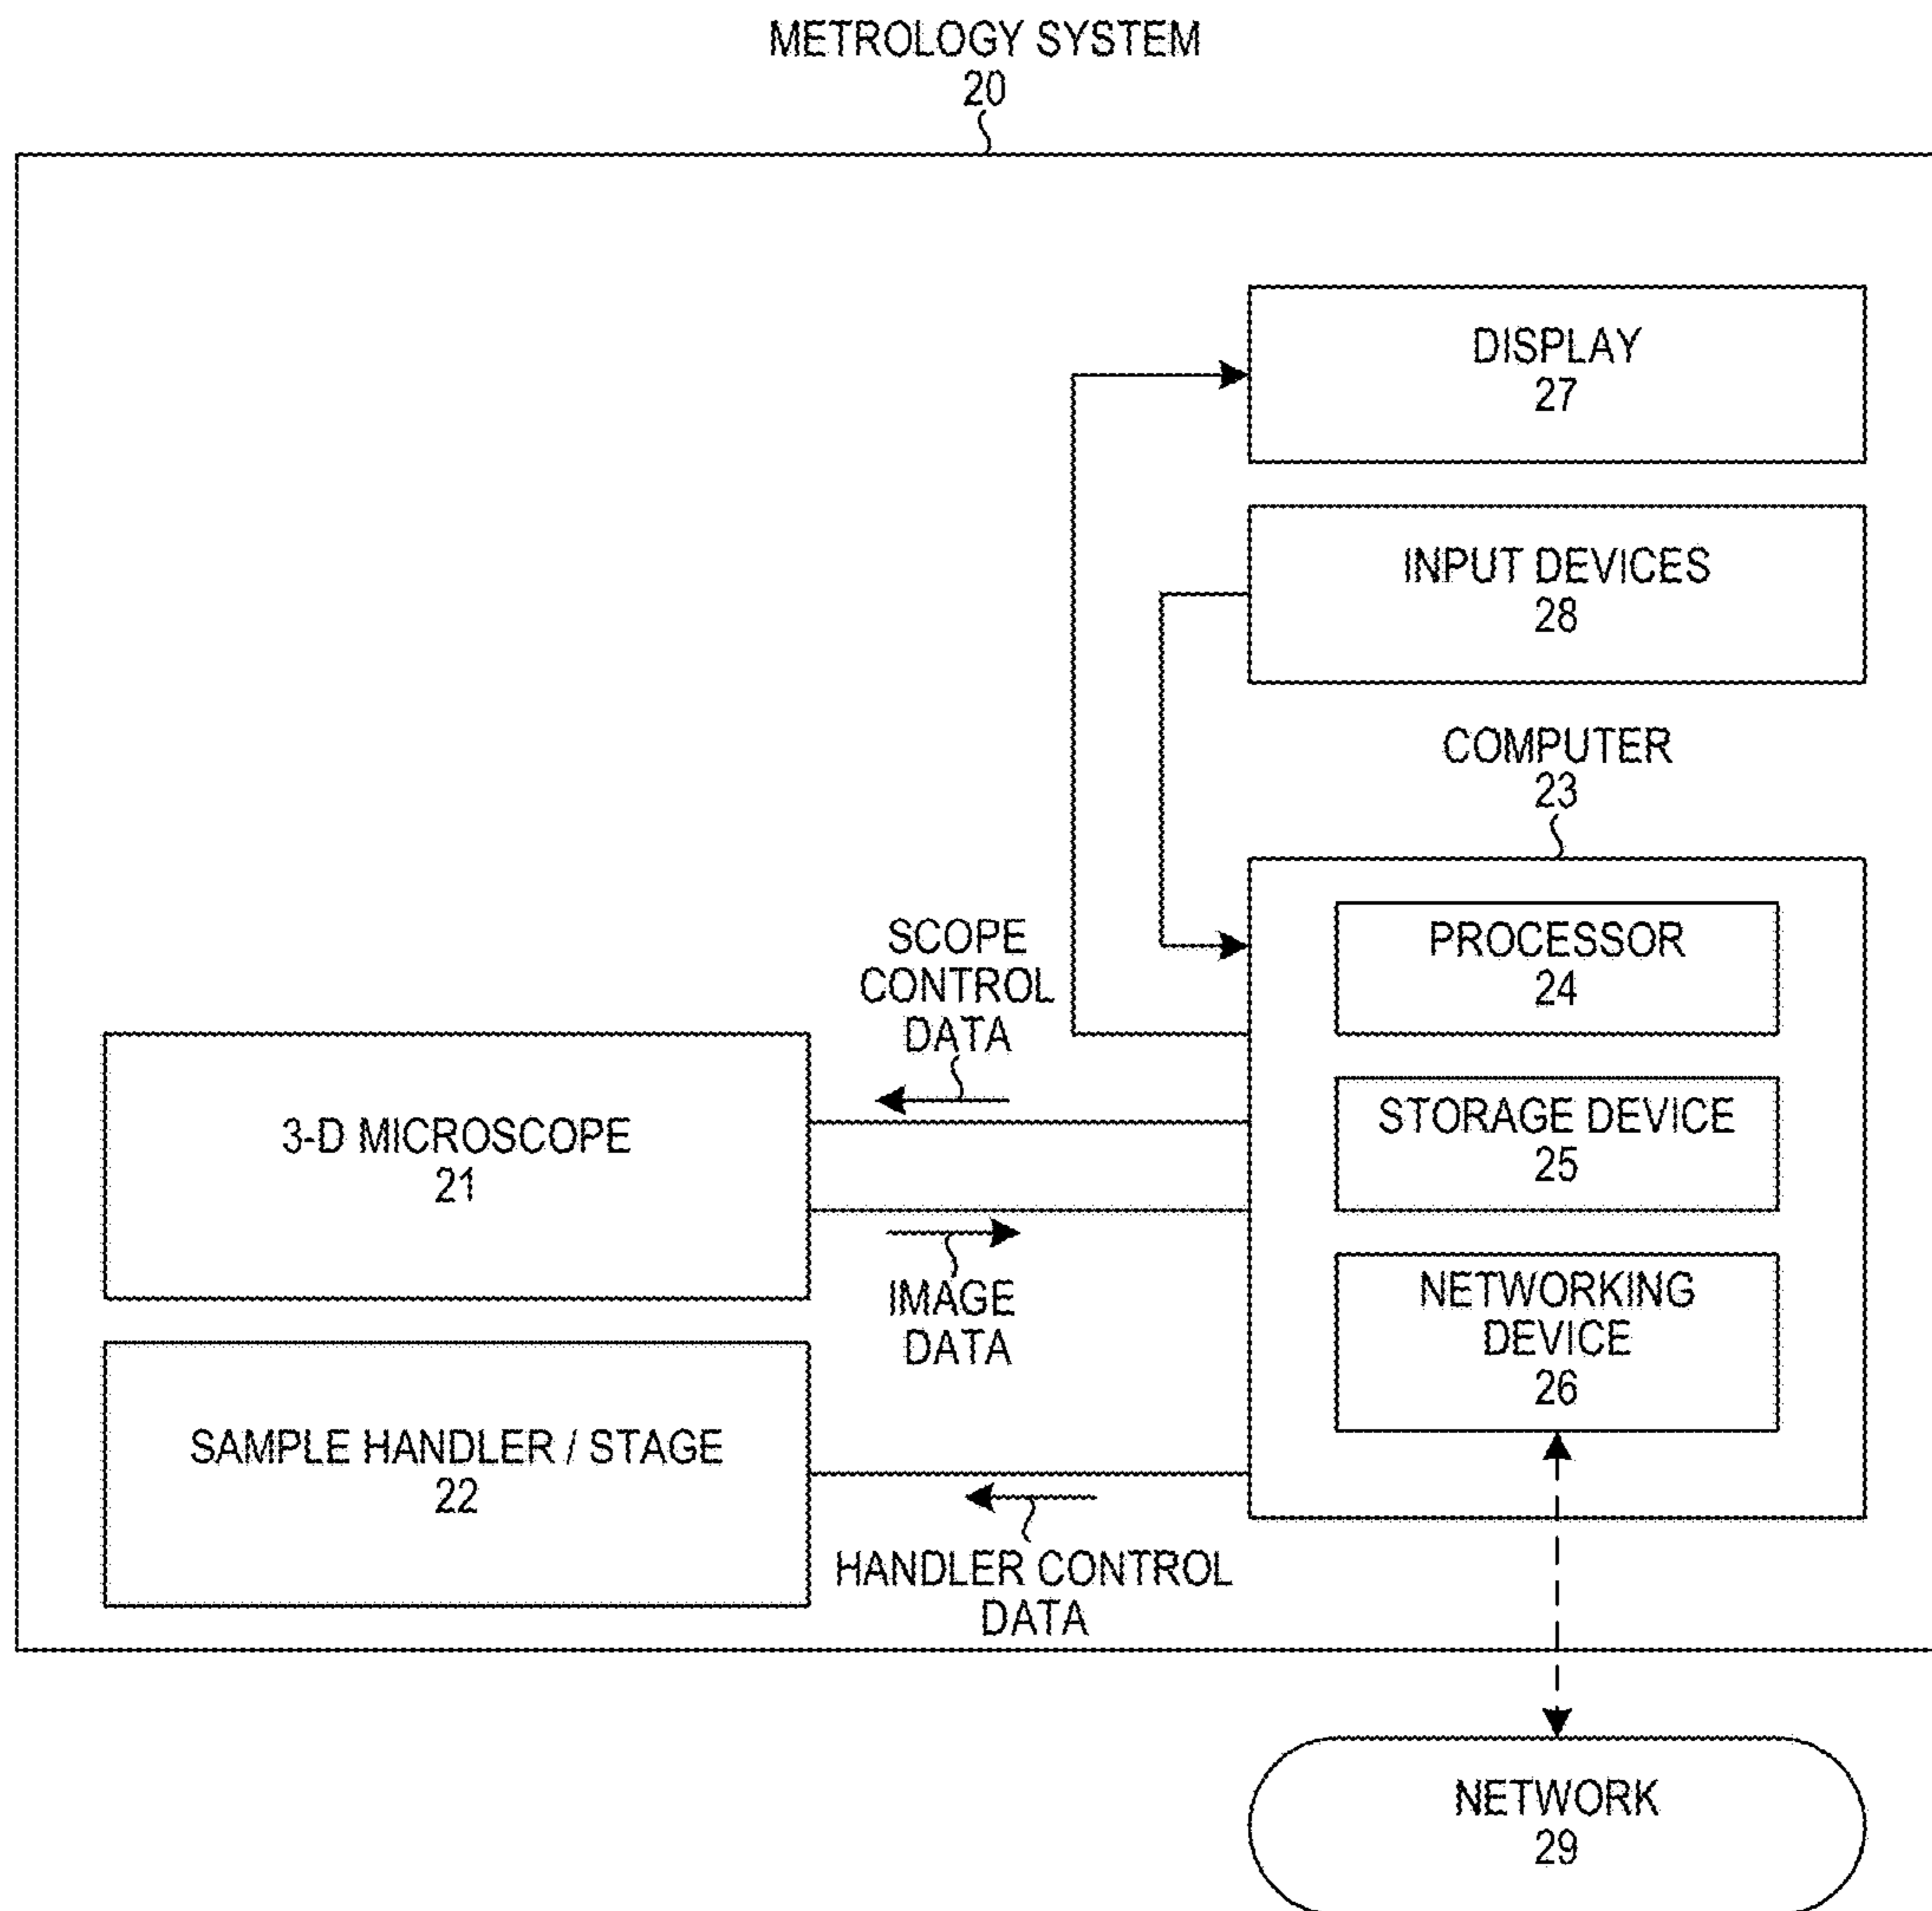 METROLOGY SYSTEM
20
DISPLAY
27
INPUT DEVICES
28
COMPUTER
23
PROCESSOR
24
SCOPE
CONTROL
DATA
3-D MICROSCOPE
21
STORAGE DEVICE
25
IMAGE
DATA
NETWORKING
DEVICE
26
SAMPLE HANDLER / STAGE
22
HANDLER CONTROL
DATA
NETWORK
29